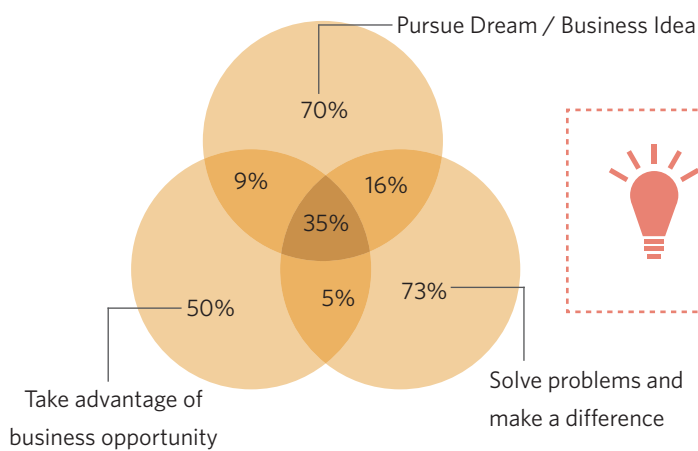 Pursue Dream / Business Idea
70%
9%
16%
35%
5%
50%
73%
Take advantage of
business opportunity
Solve problems and
make a difference